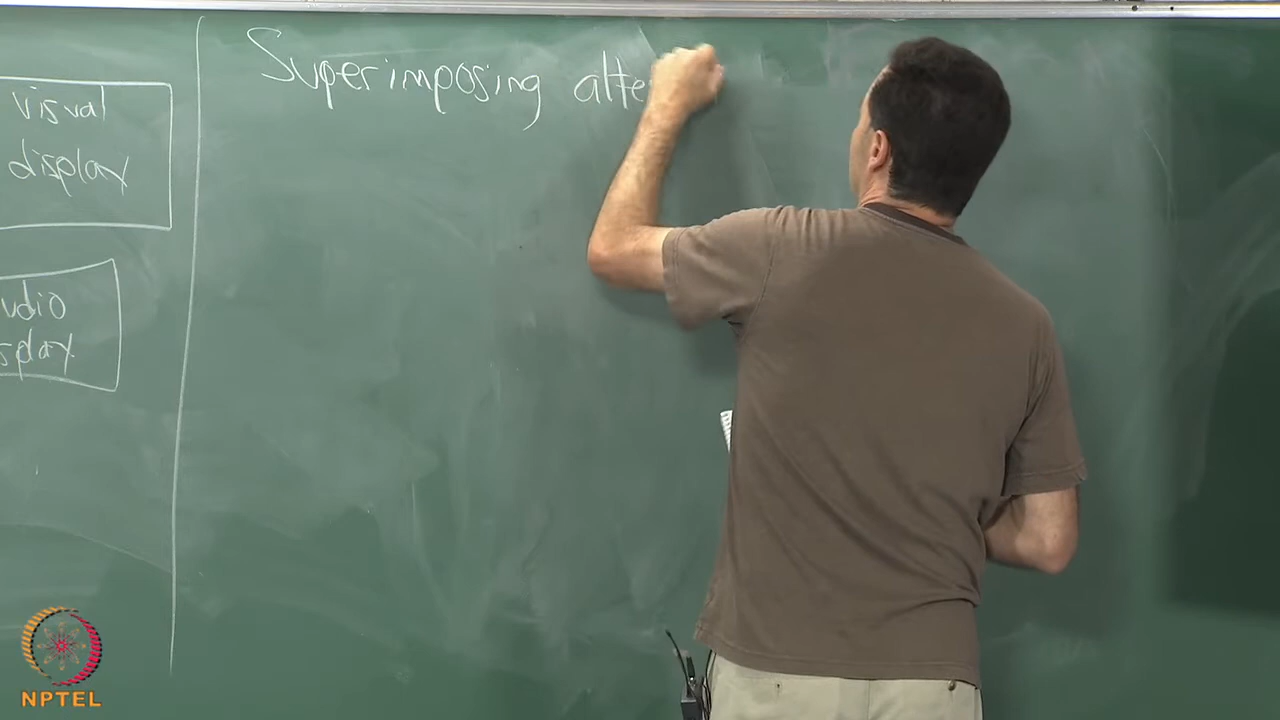 visual
display
Superimposing alte
udio
splay
NPTEL